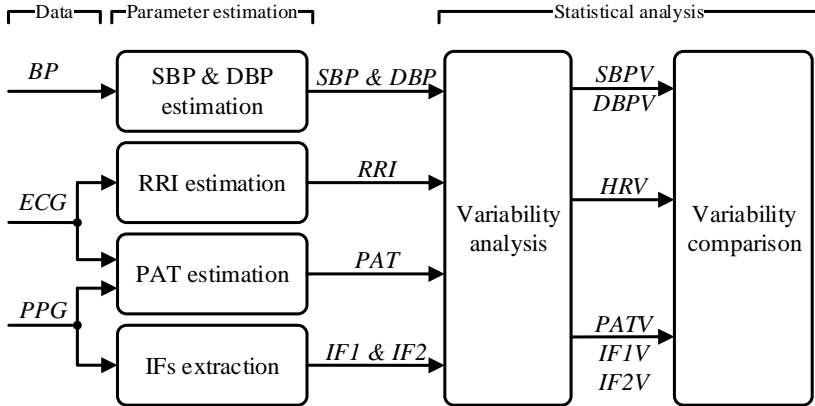 Data
Parameter estimation
Statistical analysis
BP
SBP & DBP
estimation
SBP & DBP
SBPV
DBPV
ECG
RRI estimation
RRI
HRV
Variability
analysis
Variability
comparison
PAT estimation
PAT
PPG
PATV
IF1V
IF2V
IFs extraction
IF1 & IF2